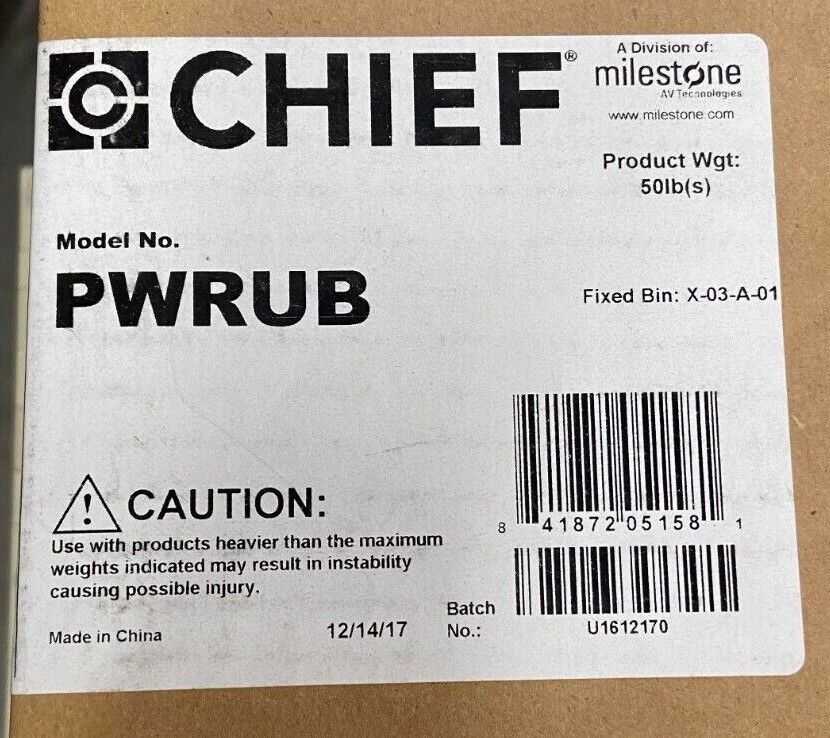 CHIEF®
A Division of:
milestone
AV Technologies
www.milestone.com
Product Wgt:
50lb(s)
Model No.
PWRUB
Fixed Bin: X-03-A-01
CAUTION:
Use with products heavier than the maximum
weights indicated may result in instability
causing possible injury.
8 41872 05158 1
Made in China
12/14/17
Batch
No.:
U1612170